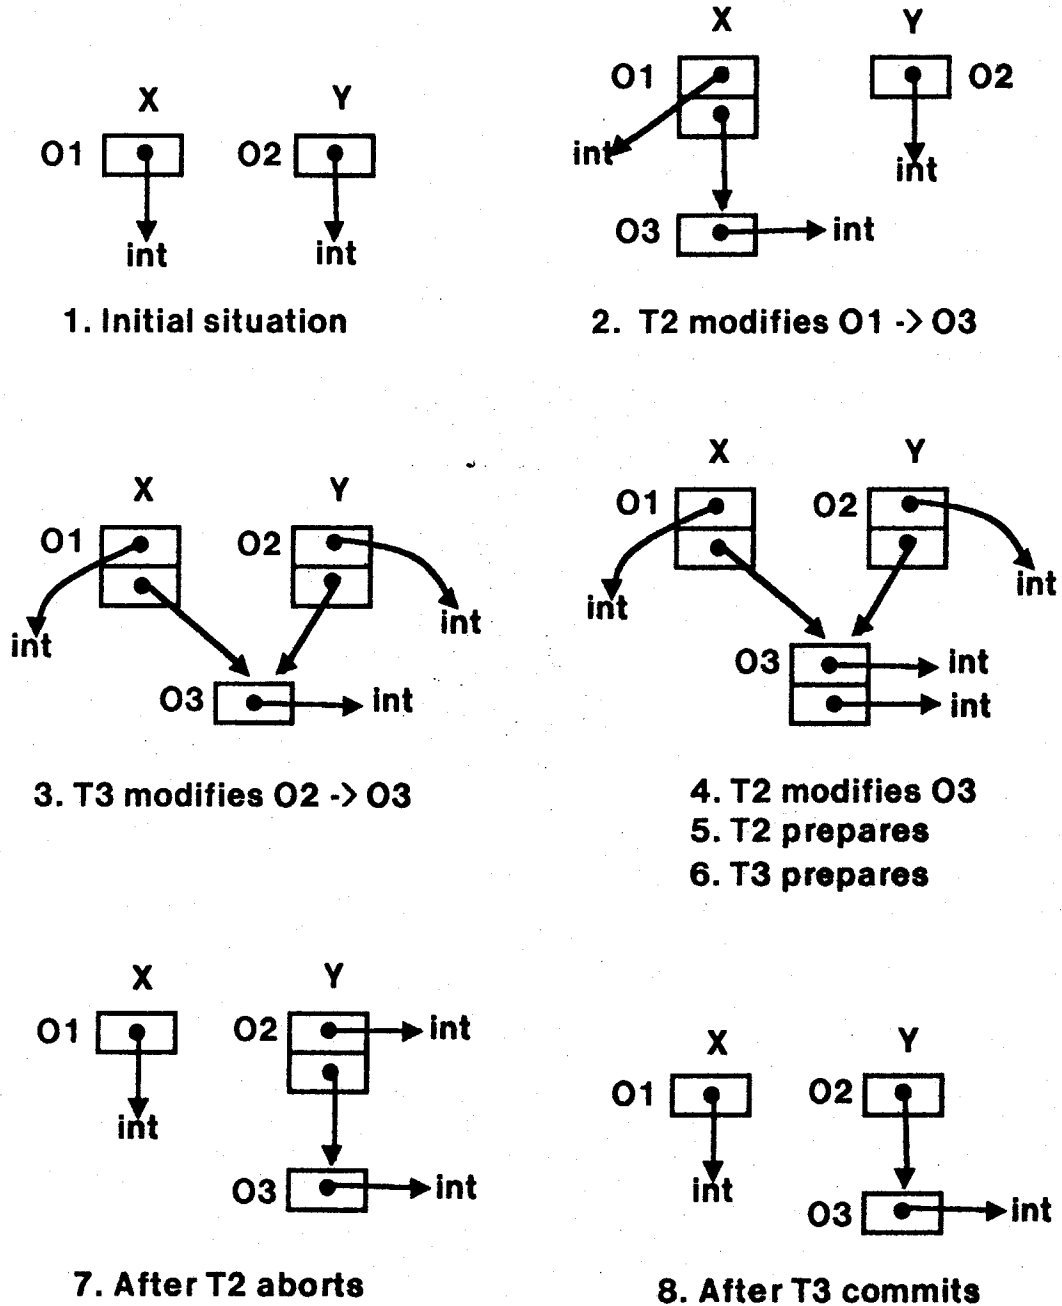 X Y
O1 O2
int int
1. Initial situation
X Y
O1 O2
int int
O3 int
2. T2 modifies O1 -> O3
X Y
O1 O2
int int
O3 int
3. T3 modifies O2 -> O3
X Y
O1 O2
int int
O3 int
int
4. T2 modifies O3
5. T2 prepares
6. T3 prepares
X Y
O1 O2 int
int
O3 int
7. After T2 aborts
X Y
O1 O2
int
O3 int
8. After T3 commits